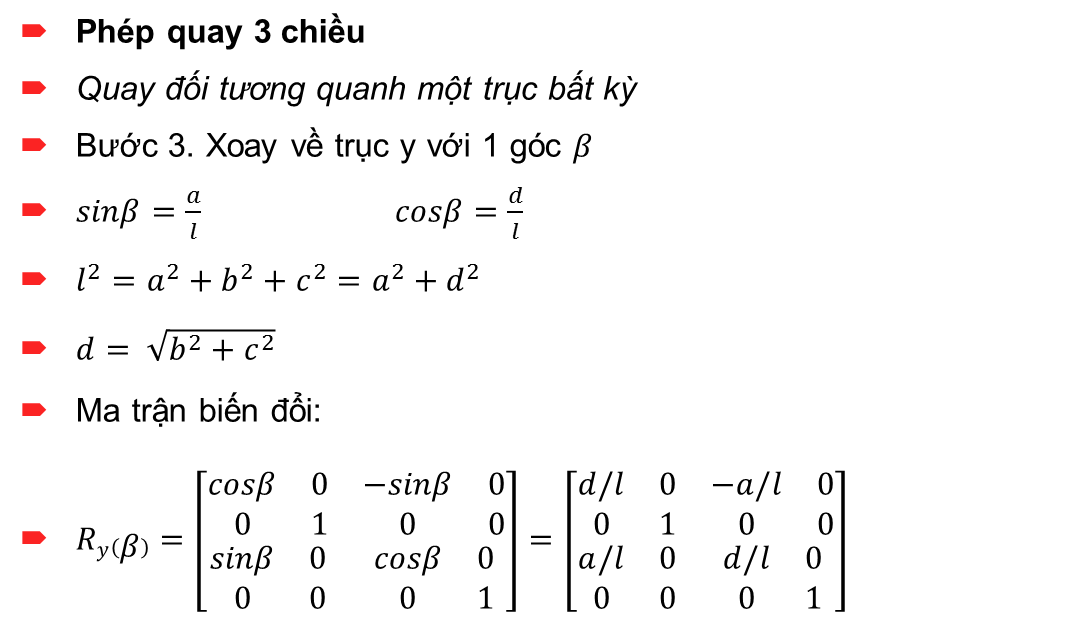 Phép quay 3 chiều
Quay đối tương quanh một trục bất kỳ
Bước 3. Xoay về trục y với 1 góc 𝛽
𝑠𝑖𝑛𝛽 = 𝑎/𝑙 𝑐𝑜𝑠𝛽 = 𝑑/𝑙
𝑙² = 𝑎² + 𝑏² + 𝑐² = 𝑎² + 𝑑²
𝑑 = √(𝑏² + 𝑐²)
Ma trận biến đổi:
𝑅𝑦(𝛽) = [𝑐𝑜𝑠𝛽 0 −𝑠𝑖𝑛𝛽 0; 0 1 0 0; 𝑠𝑖𝑛𝛽 0 𝑐𝑜𝑠𝛽 0; 0 0 0 1] = [𝑑/𝑙 0 −𝑎/𝑙 0; 0 1 0 0; 𝑎/𝑙 0 𝑑/𝑙 0; 0 0 0 1]